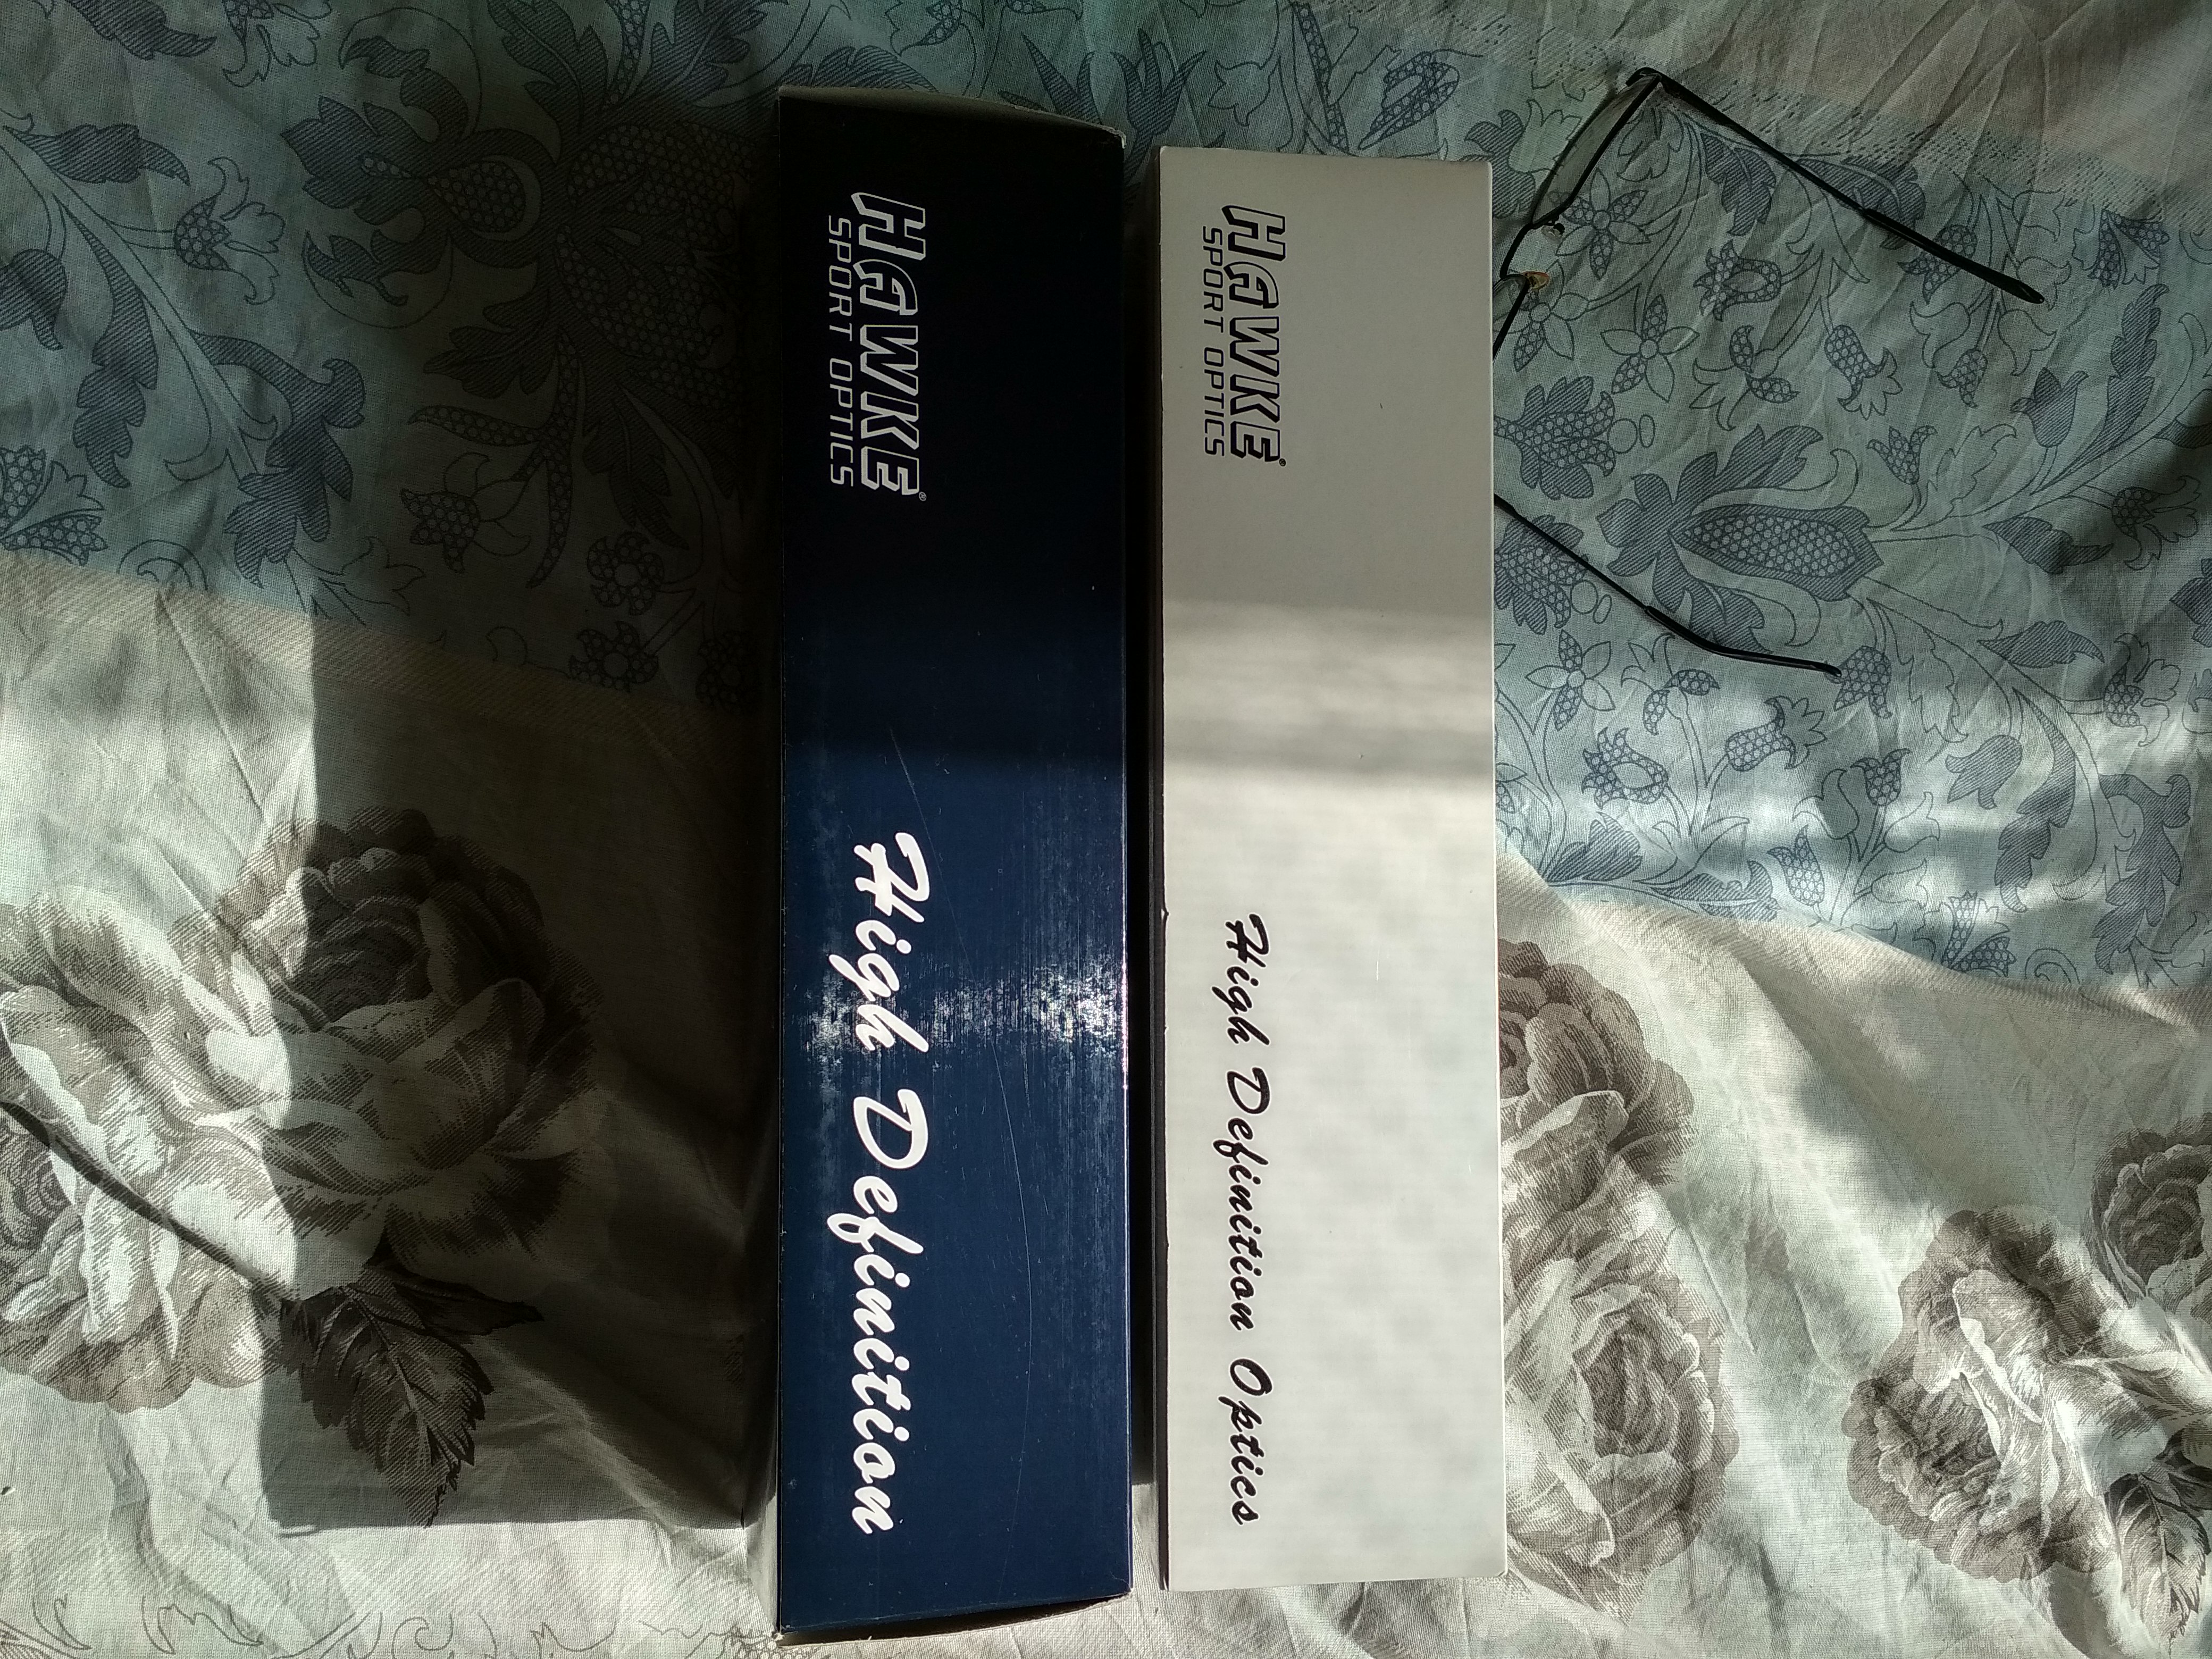 HAWKE®
SPORT OPTICS
High Definition
HAWKE®
SPORT OPTICS
High Definition Optics